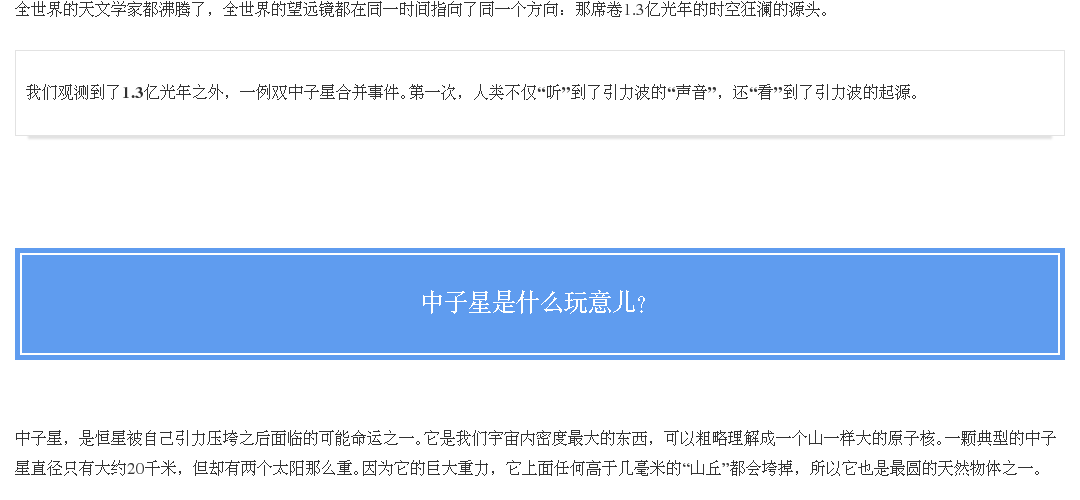 全世界的天文学家都沸腾了，全世界的望远镜都在同一时间指向了同一个方向：那席卷1.3亿光年的时空狂澜的源头。
我们观测到了1.3亿光年之外，一例双中子星合并事件。第一次，人类不仅“听”到了引力波的“声音”，还“看”到了引力波的起源。
中子星是什么玩意儿？
中子星，是恒星被自己引力压垮之后面临的可能命运之一。它是我们宇宙内密度最大的东西，可以粗略理解成一个山一样大的原子核。一颗典型的中子
星直径只有大约20千米，但却有两个太阳那么重。因为它的巨大重力，它上面任何高于几毫米的“山丘”都会垮掉，所以它也是最圆的天然物体之一。